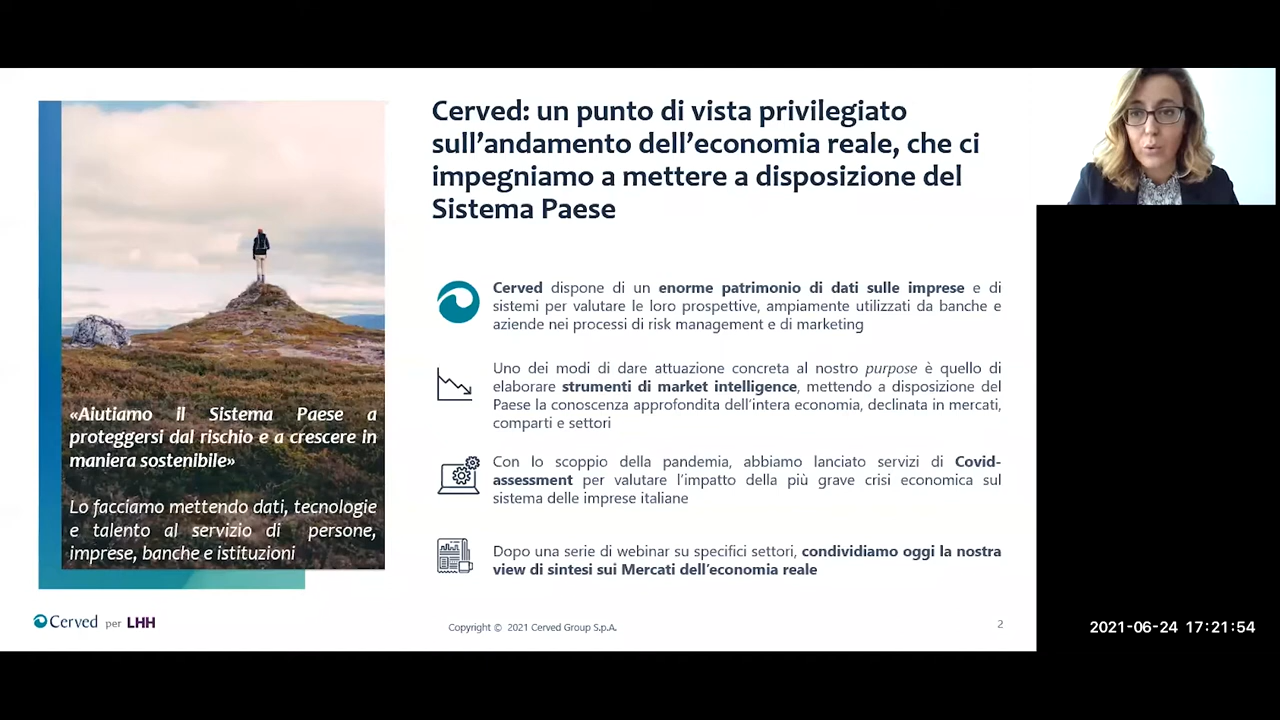 Cerved: un punto di vista privilegiato
sull'andamento dell'economia reale, che ci
impegniamo a mettere a disposizione del
Sistema Paese
Cerved dispone di un enorme patrimonio di dati sulle imprese e di
sistemi per valutare le loro prospettive, ampiamente utilizzati da banche e
aziende nei processi di risk management e di marketing
Uno dei modi di dare attuazione concreta al nostro purpose è quello di
elaborare strumenti di market intelligence, mettendo a disposizione del
Paese la conoscenza approfondita dell'intera economia, declinata in mercati,
comparti e settori
Con lo scoppio della pandemia, abbiamo lanciato servizi di Covid-
assessment per valutare l'impatto della più grave crisi economica sul
sistema delle imprese italiane
Dopo una serie di webinar su specifici settori, condividiamo oggi la nostra
view di sintesi sui Mercati dell'economia reale
«Aiutiamo il Sistema Paese a
proteggersi dal rischio e a crescere in
maniera sostenibile»
Lo facciamo mettendo dati, tecnologie
e talento al servizio di persone,
imprese, banche e istituzioni
Cerved per LHH
Copyright © 2021 Cerved Group S.p.A.
2
2021-06-24 17:21:54